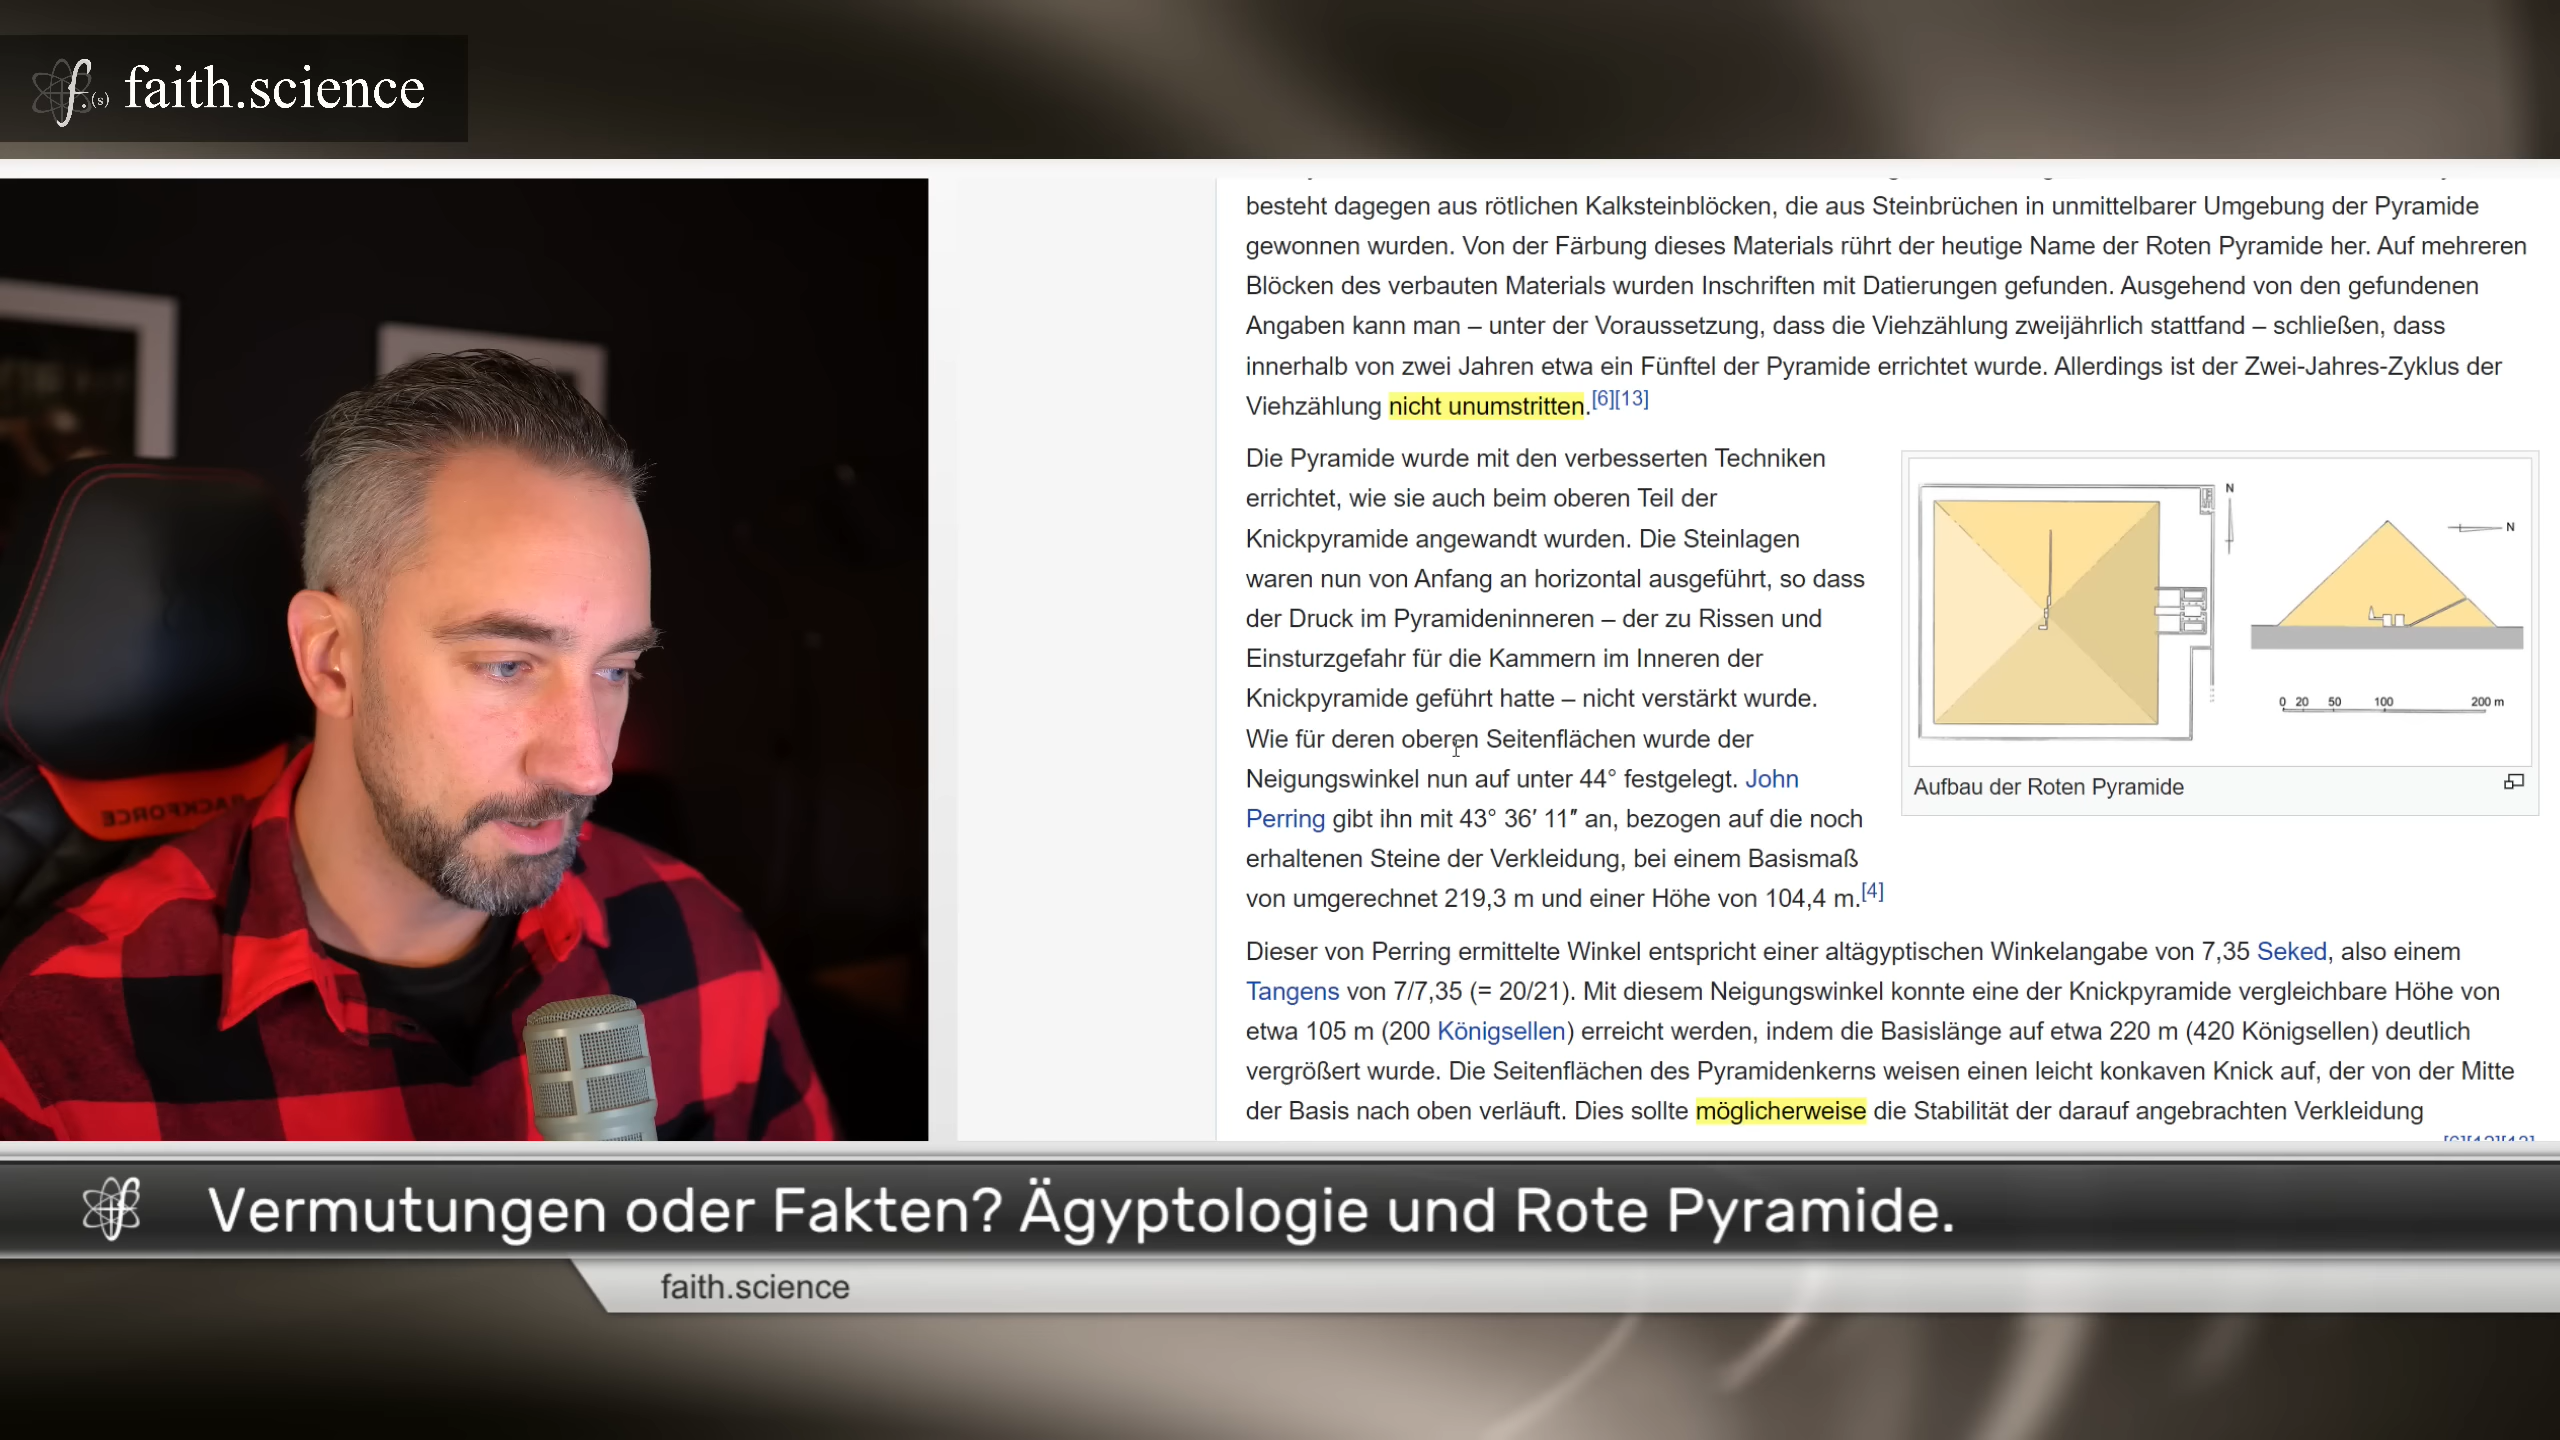 f.(s) faith.science
besteht dagegen aus rötlichen Kalksteinblöcken, die aus Steinbrüchen in unmittelbarer Umgebung der Pyramide
gewonnen wurden. Von der Färbung dieses Materials rührt der heutige Name der Roten Pyramide her. Auf mehreren
Blöcken des verbauten Materials wurden Inschriften mit Datierungen gefunden. Ausgehend von den gefundenen
Angaben kann man – unter der Voraussetzung, dass die Viehzählung zweijährlich stattfand – schließen, dass
innerhalb von zwei Jahren etwa ein Fünftel der Pyramide errichtet wurde. Allerdings ist der Zwei-Jahres-Zyklus der
Viehzählung nicht unumstritten.[6][13]
Die Pyramide wurde mit den verbesserten Techniken
errichtet, wie sie auch beim oberen Teil der
Knickpyramide angewandt wurden. Die Steinlagen
waren nun von Anfang an horizontal ausgeführt, so dass
der Druck im Pyramideninneren – der zu Rissen und
Einsturzgefahr für die Kammern im Inneren der
Knickpyramide geführt hatte – nicht verstärkt wurde.
Wie für deren oberen Seitenflächen wurde der
Neigungswinkel nun auf unter 44° festgelegt. John
Perring gibt ihn mit 43° 36′ 11″ an, bezogen auf die noch
erhaltenen Steine der Verkleidung, bei einem Basismaß
von umgerechnet 219,3 m und einer Höhe von 104,4 m.[4]
N
N
0 20 50 100 200 m
Aufbau der Roten Pyramide
Dieser von Perring ermittelte Winkel entspricht einer altägyptischen Winkelangabe von 7,35 Seked, also einem
Tangens von 7/7,35 (= 20/21). Mit diesem Neigungswinkel konnte eine der Knickpyramide vergleichbare Höhe von
etwa 105 m (200 Königsellen) erreicht werden, indem die Basislänge auf etwa 220 m (420 Königsellen) deutlich
vergrößert wurde. Die Seitenflächen des Pyramidenkerns weisen einen leicht konkaven Knick auf, der von der Mitte
der Basis nach oben verläuft. Dies sollte möglicherweise die Stabilität der darauf angebrachten Verkleidung
BACKFORCE
Vermutungen oder Fakten? Ägyptologie und Rote Pyramide.
faith.science